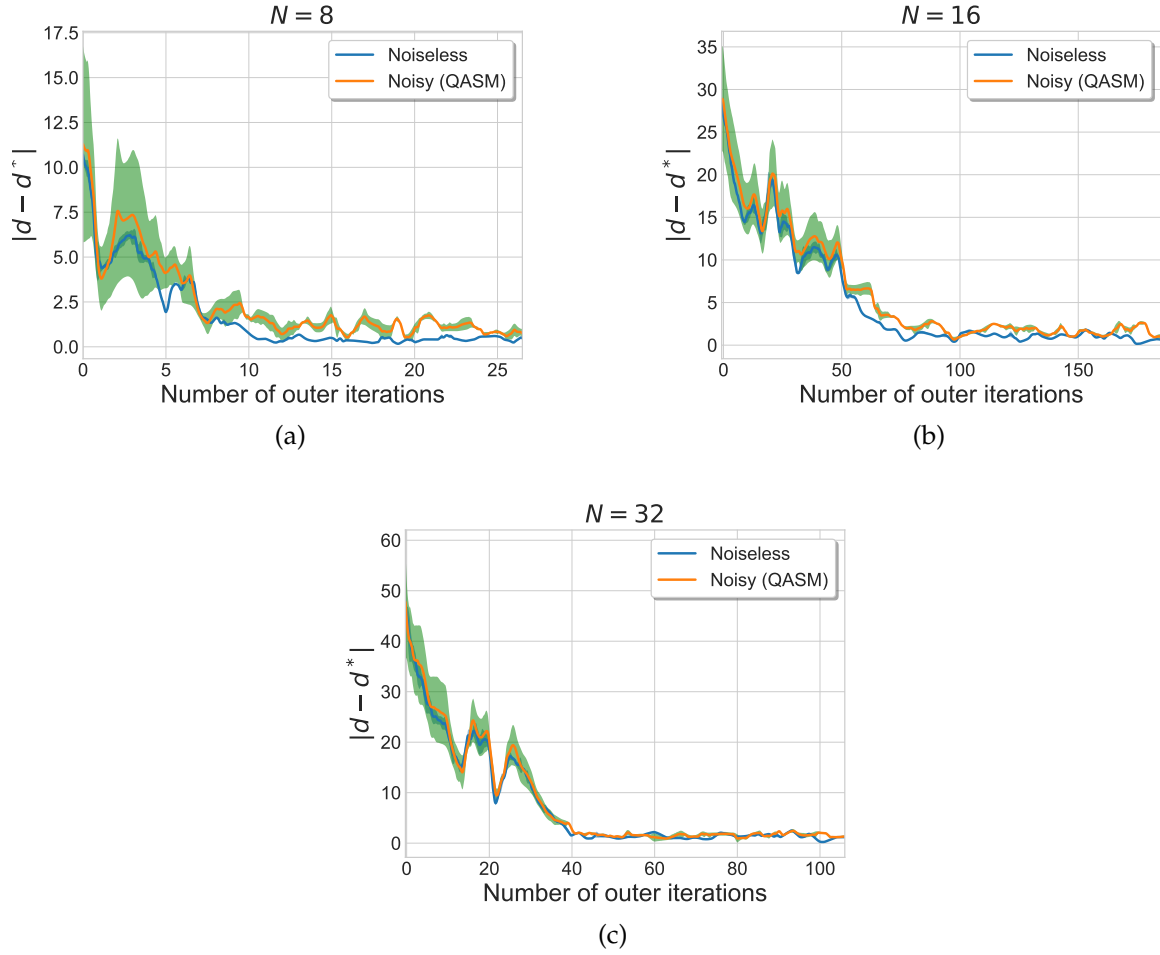 N = 8
17.5
15.0
12.5
10.0
7.5
5.0
2.5
0.0
Noiseless
Noisy (QASM)
0 5 10 15 20 25
Number of outer iterations
(a)
N = 16
|d − d*|
35
30
25
20
15
10
5
0
Noiseless
Noisy (QASM)
0 50 100 150
Number of outer iterations
(b)
N = 32
|d − d*|
60
50
40
30
20
10
0
Noiseless
Noisy (QASM)
0 20 40 60 80 100
Number of outer iterations
(c)